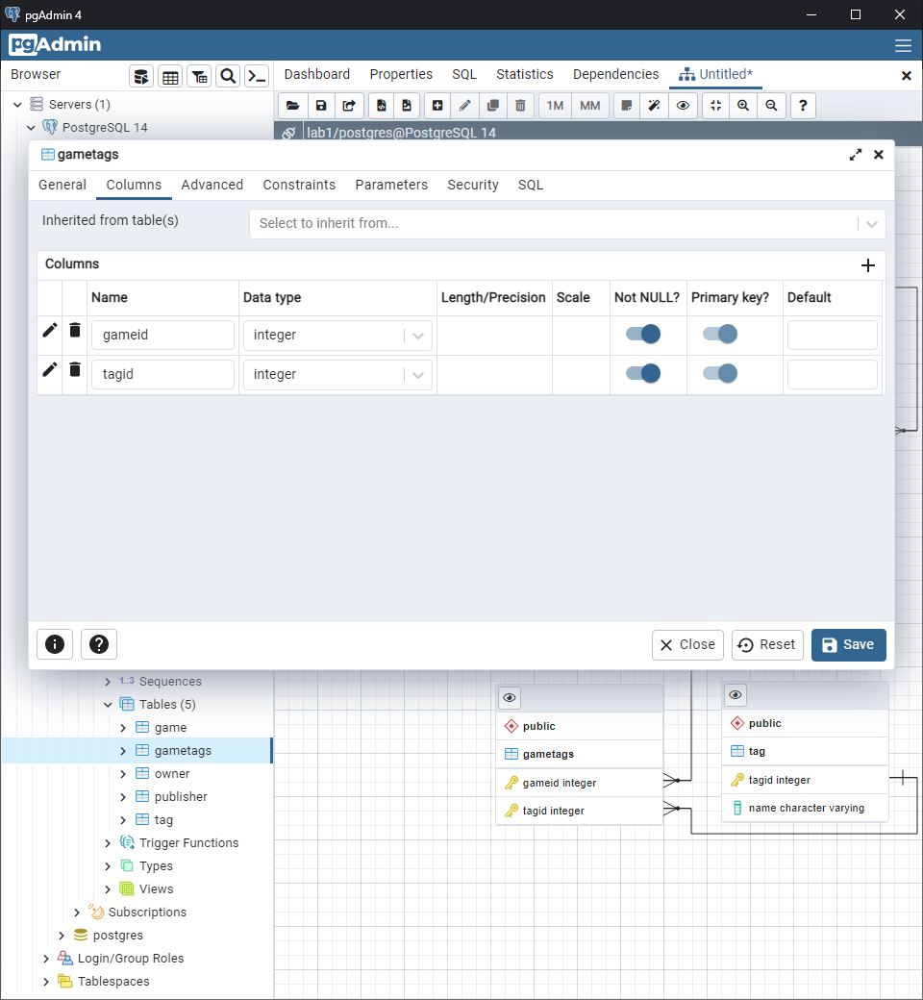 pgAdmin 4
pgAdmin
Browser
Dashboard Properties SQL Statistics Dependencies Untitled*
Servers (1)
PostgreSQL 14
1M MM ?
lab1/postgres@PostgreSQL 14
gametags
General Columns Advanced Constraints Parameters Security SQL
Inherited from table(s) Select to inherit from...
Columns
Name Data type Length/Precision Scale Not NULL? Primary key? Default
gameid integer
tagid integer
Close Reset Save
1..3 Sequences
Tables (5)
game
gametags
owner
publisher
tag
Trigger Functions
Types
Views
Subscriptions
postgres
Login/Group Roles
Tablespaces
public
gametags
gameid integer
tagid integer
public
tag
tagid integer
name character varying